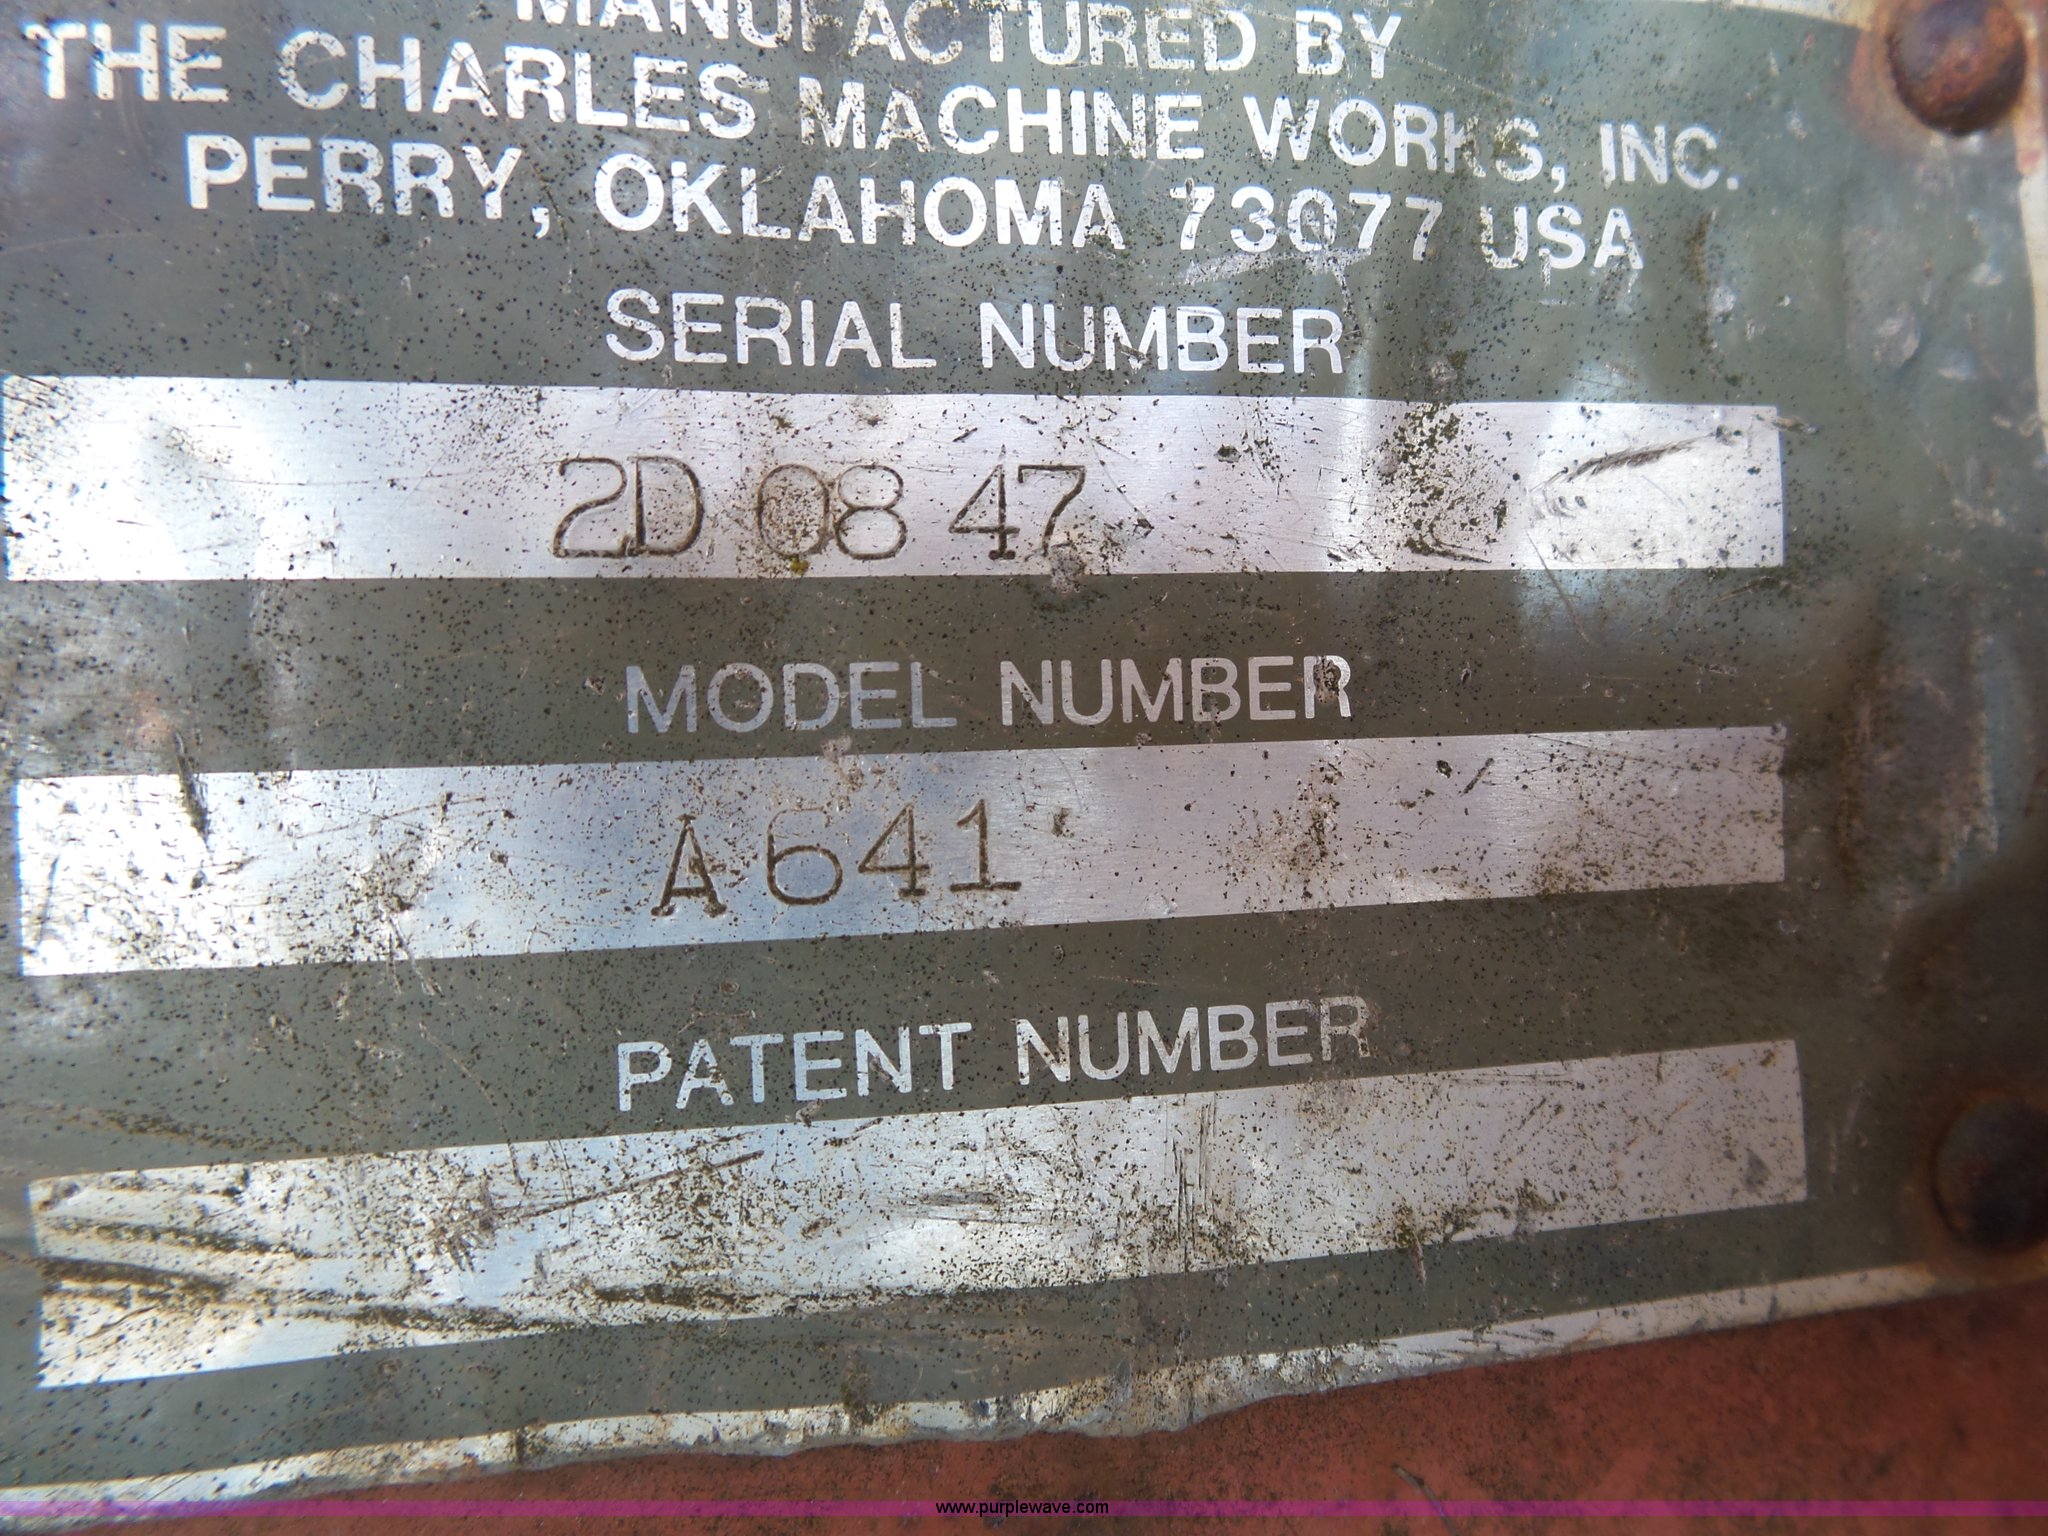 MANUFACTURED BY
THE CHARLES MACHINE WORKS, INC.
PERRY, OKLAHOMA 73077 USA
SERIAL NUMBER
2D 08 47
MODEL NUMBER
A641
PATENT NUMBER
www.purplewave.com